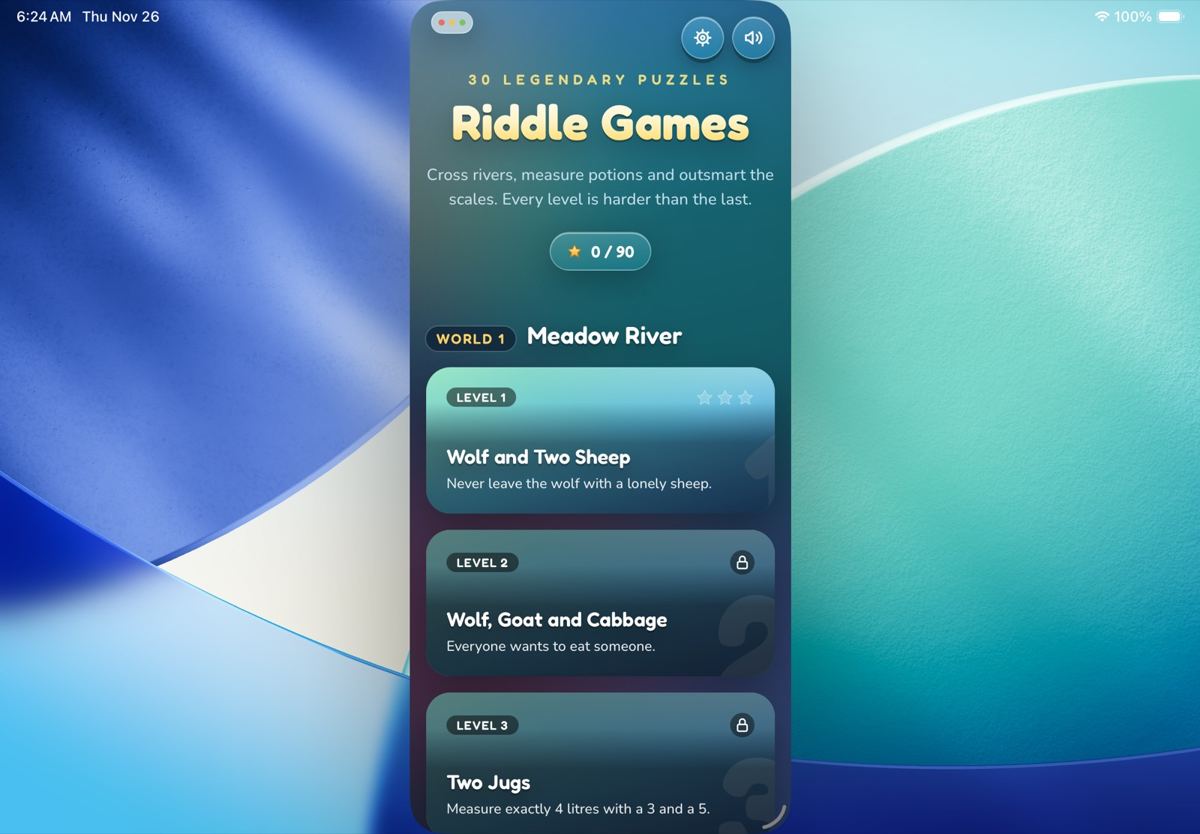 6:24 AM Thu Nov 26
100%
30 LEGENDARY PUZZLES
Riddle Games
Cross rivers, measure potions and outsmart the
scales. Every level is harder than the last.
0 / 90
WORLD 1 Meadow River
LEVEL 1
1
Wolf and Two Sheep
Never leave the wolf with a lonely sheep.
LEVEL 2
2
Wolf, Goat and Cabbage
Everyone wants to eat someone.
LEVEL 3
3
Two Jugs
Measure exactly 4 litres with a 3 and a 5.